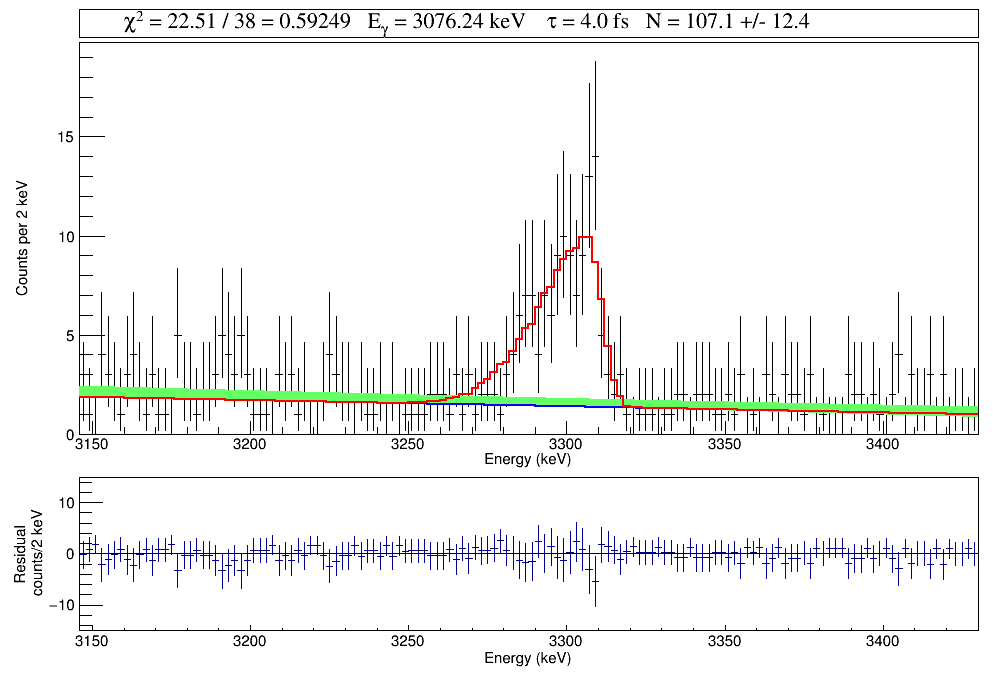 χ² = 22.51 / 38 = 0.59249 E_γ = 3076.24 keV τ = 4.0 fs N = 107.1 +/- 12.4
Counts per 2 keV
15
10
5
0
3150 3200 3250 3300 3350 3400
Energy (keV)
Residual
counts/2 keV
10
0
−10
3150 3200 3250 3300 3350 3400
Energy (keV)